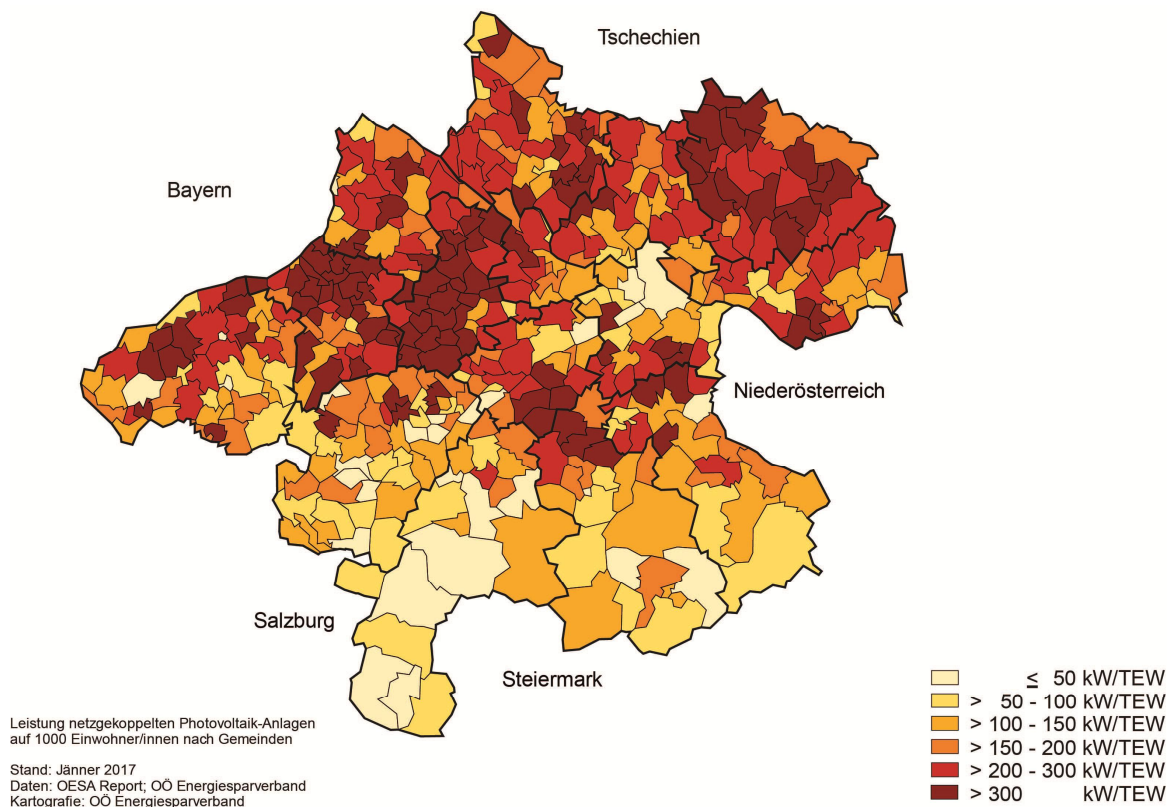 Tschechien
Bayern
Niederösterreich
Salzburg
Steiermark
≤ 50 kW/TEW
> 50 - 100 kW/TEW
> 100 - 150 kW/TEW
> 150 - 200 kW/TEW
> 200 - 300 kW/TEW
> 300 kW/TEW
Leistung netzgekoppelten Photovoltaik-Anlagen
auf 1000 Einwohner/innen nach Gemeinden
Stand: Jänner 2017
Daten: OESA Report; OÖ Energiesparverband
Kartografie: OÖ Energiesparverband